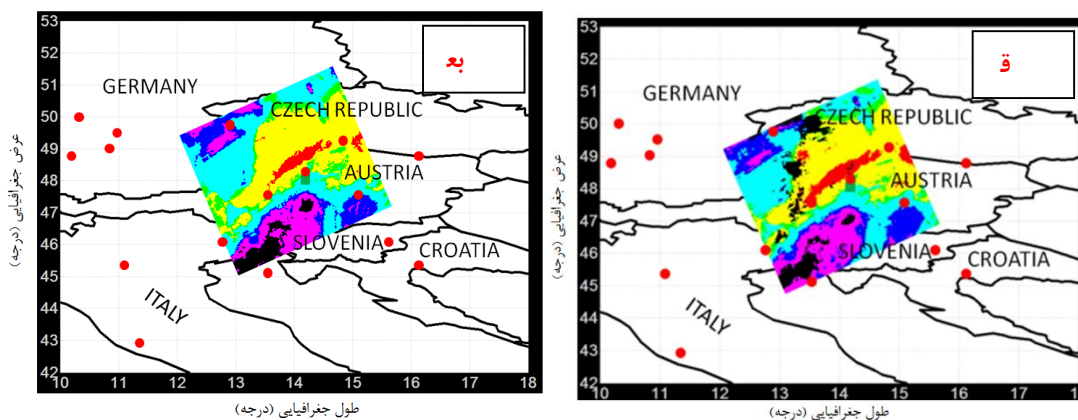 53
52
51
50
49
48
47
46
45
44
43
42
عرض جغرافیایی (درجه)
بعـ
GERMANY
CZECH REPUBLIC
AUSTRIA
SLOVENIA
CROATIA
ITALY
10 11 12 13 14 15 16 17 18
طول جغرافیایی (درجه)
53
52
51
50
49
48
47
46
45
44
43
42
عرض جغرافیایی (درجه)
قـ
GERMANY
CZECH REPUBLIC
AUSTRIA
SLOVENIA
CROATIA
ITALY
10 11 12 13 14 15 16 17 1
طول جغرافیایی (درجه)